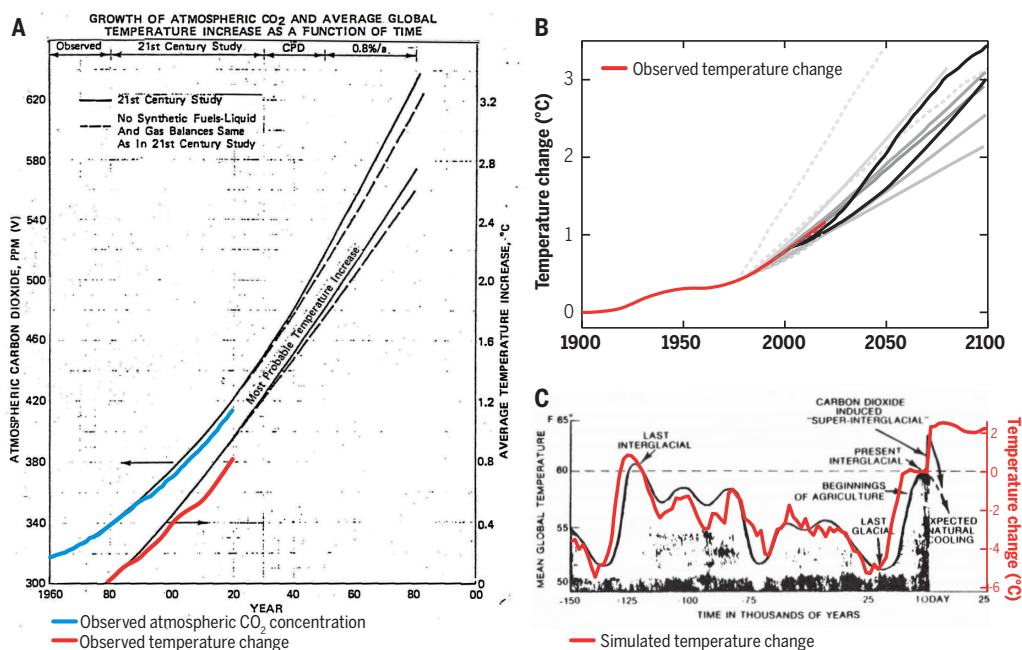 A
GROWTH OF ATMOSPHERIC CO2 AND AVERAGE GLOBAL
TEMPERATURE INCREASE AS A FUNCTION OF TIME
Observed 21st Century Study CPD 0.8%/a
21st Century Study
No Synthetic Fuels-Liquid
And Gas Balances Same
As In 21st Century Study
ATMOSPHERIC CARBON DIOXIDE, PPM (V)
620
580
540
500
460
420
380
340
300
Most Probable Temperature Increase
3.2
2.8
2.4
2.0
1.6
1.2
0.8
0.4
0
AVERAGE TEMPERATURE INCREASE, °C
1960 80 00 20 40 60 80 00
YEAR
Observed atmospheric CO2 concentration
Observed temperature change
B
Observed temperature change
Temperature change (°C)
3
2
1
0
1900 1950 2000 2050 2100
C
CARBON DIOXIDE
INDUCED
"SUPER-INTERGLACIAL"
F 65°
LAST
INTERGLACIAL
PRESENT
INTERGLACIAL
BEGINNINGS
OF AGRICULTURE
LAST
GLACIAL
EXPECTED
NATURAL
COOLING
MEAN GLOBAL TEMPERATURE
60
55
50
2
0
-2
-4
-6
Temperature change (°C)
-150 -125 -75 -25 TODAY 25
TIME IN THOUSANDS OF YEARS
Simulated temperature change